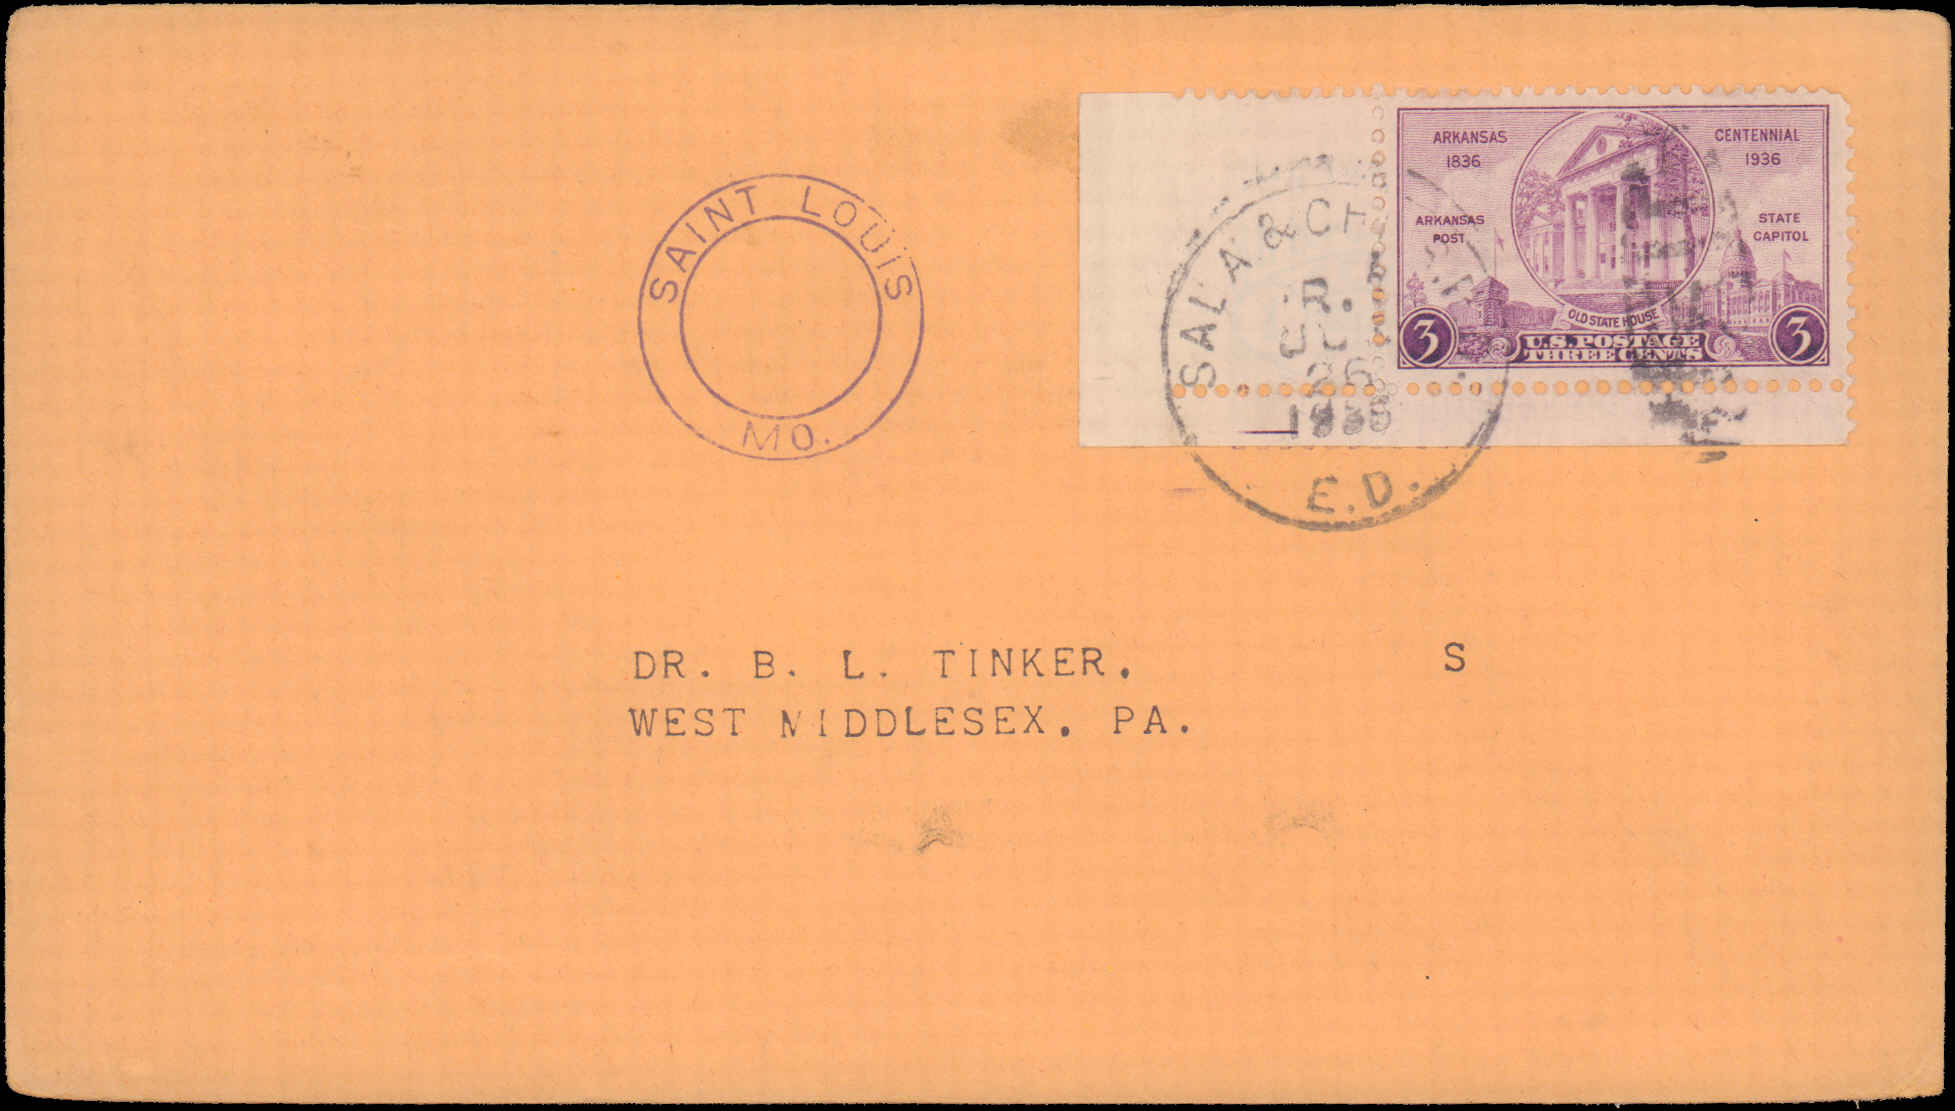 SAINT LOUIS
MO.
ARKANSAS
1836
CENTENNIAL
1936
ARKANSAS
POST
STATE
CAPITOL
OLD STATE HOUSE
3
U.S. POSTAGE
THREE CENTS
3
SALA. & CH
R.
26
E.D.
DR. B. L. TINKER.
S
WEST MIDDLESEX. PA.